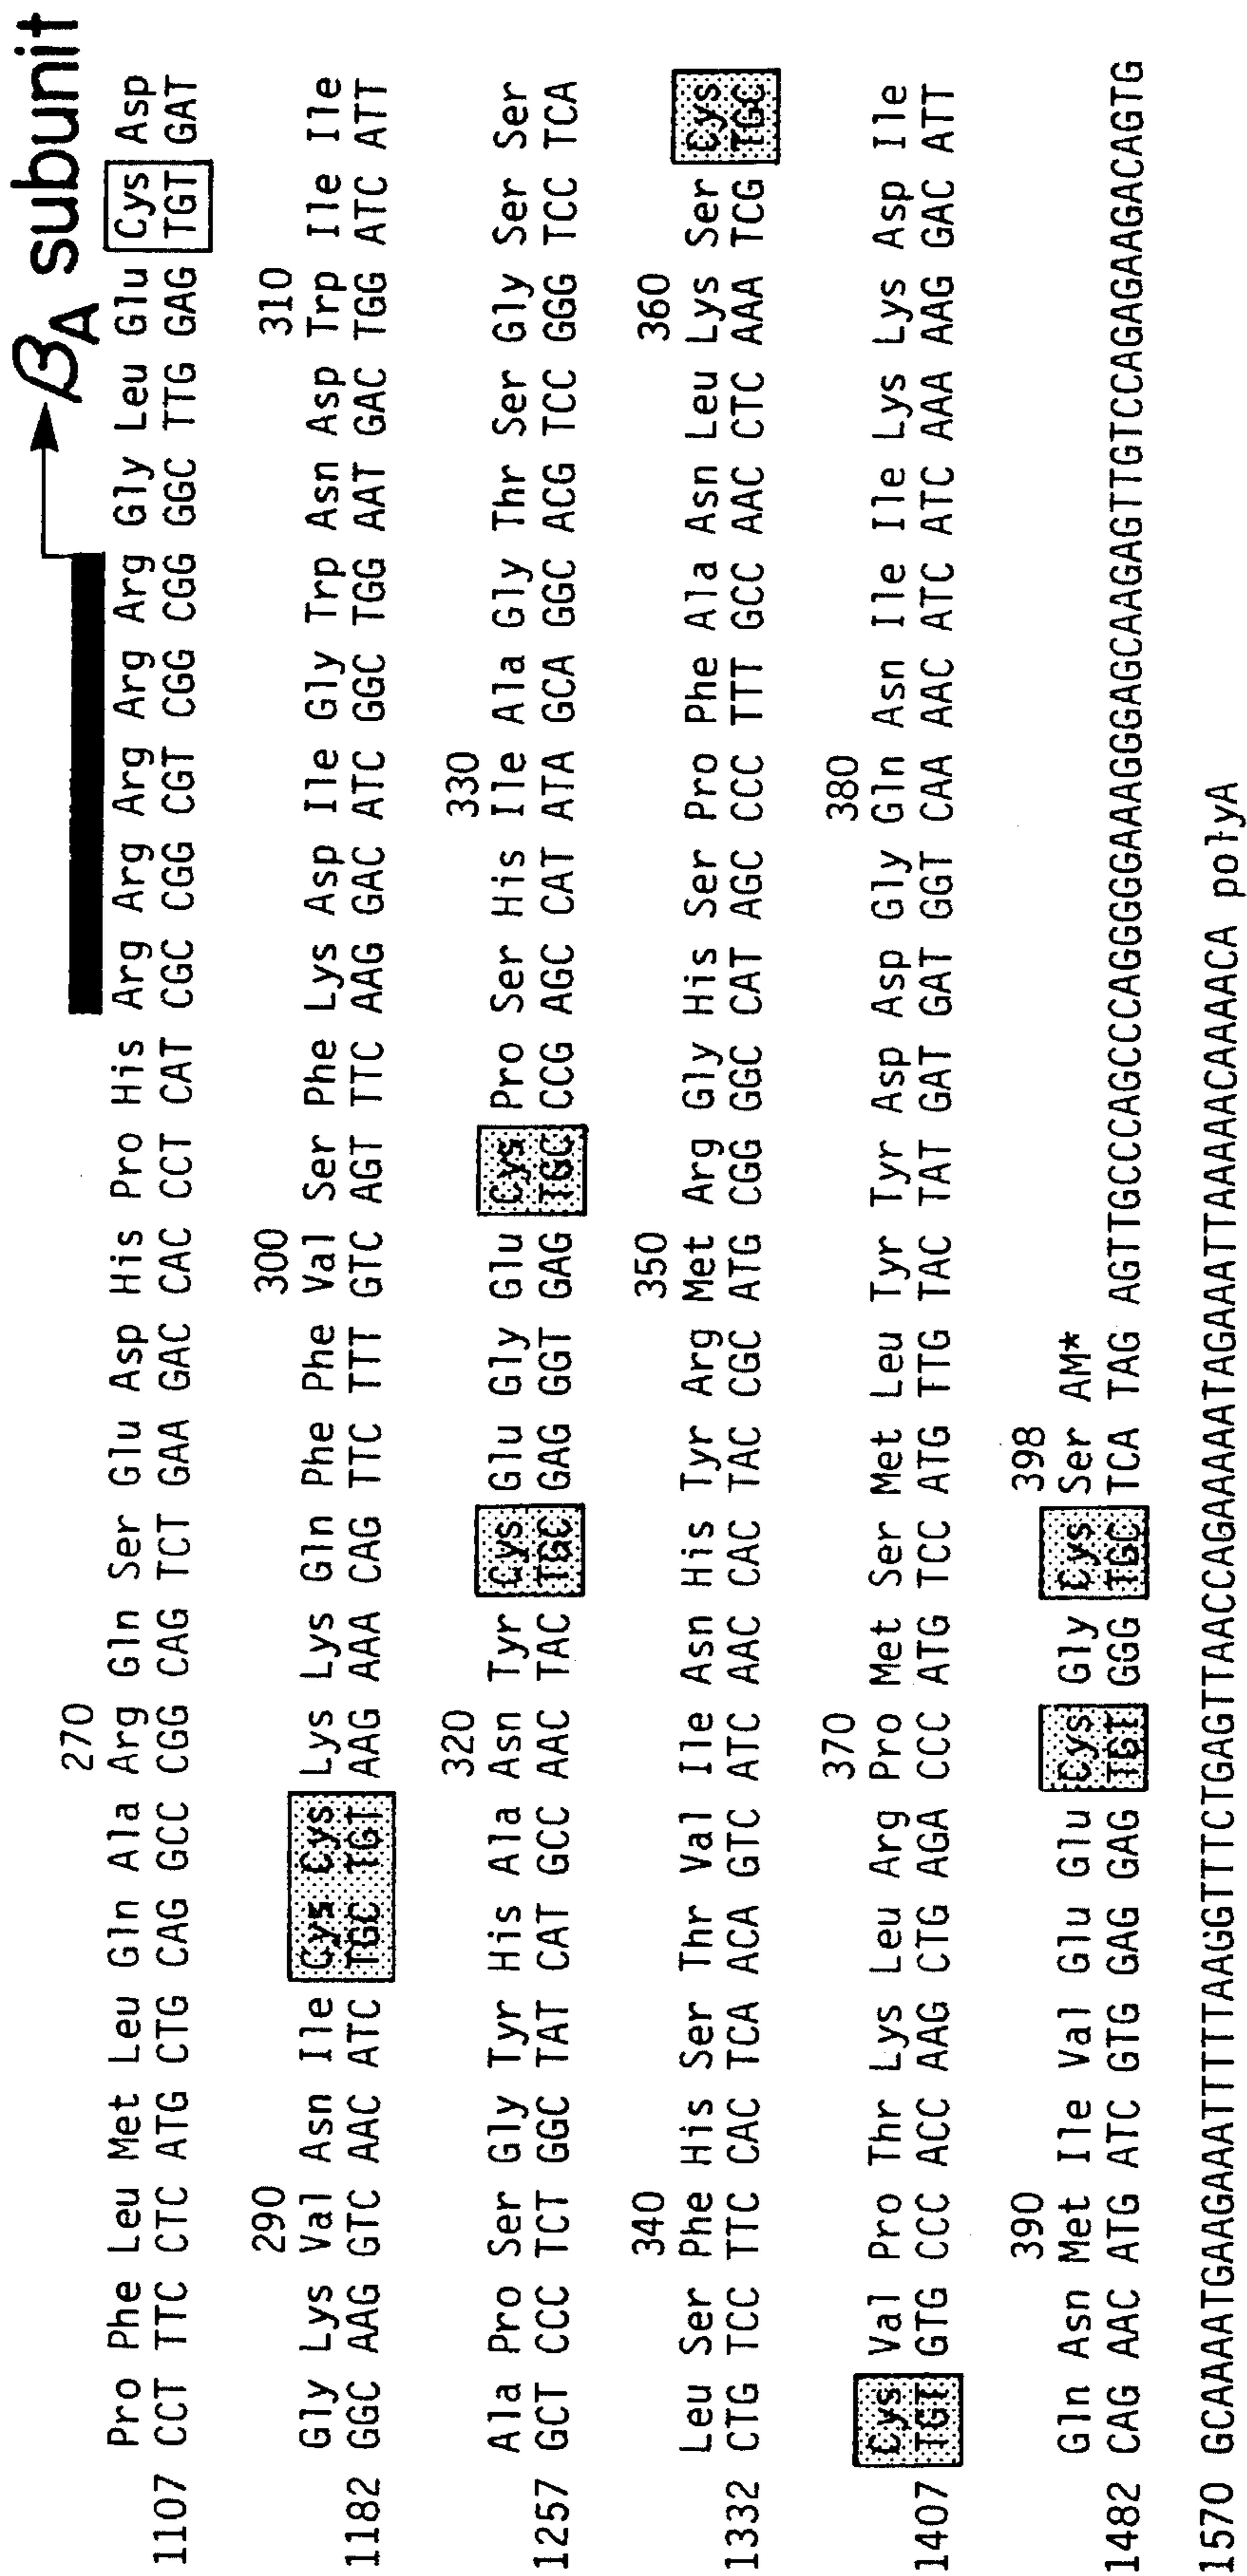 βA subunit
270
Pro Phe Leu Met Leu Gln Ala Arg Gln Ser Glu Asp His Pro His Arg Arg Arg Arg Arg Gly Leu Glu Cys Asp
1107 CCT TTC CTC ATG CTG CAG GCC CGG CAG TCT GAA GAC CAC CCT CAT CGC CGG CGT CGG CGG GGC TTG GAG TGT GAT
290 300 310
Gly Lys Val Asn Ile Cys Cys Lys Lys Gln Phe Phe Val Ser Phe Lys Asp Ile Gly Trp Asn Asp Trp Ile Ile
1182 GGC AAG GTC AAC ATC TGC TGT AAG AAA CAG TTC TTT GTC AGT TTC AAG GAC ATC GGC TGG AAT GAC TGG ATC ATT
320 330
Ala Pro Ser Gly Tyr His Ala Asn Tyr Cys Glu Gly Glu Cys Pro Ser His Ile Ala Gly Thr Ser Gly Ser Ser
1257 GCT CCC TCT GGC TAT CAT GCC AAC TAC TGC GAG GGT GAG TGC CCG AGC CAT ATA GCA GGC ACG TCC GGG TCC TCA
340 350 360
Leu Ser Phe His Ser Thr Val Ile Asn His Tyr Arg Met Arg Gly His Ser Pro Phe Ala Asn Leu Lys Ser Cys
1332 CTG TCC TTC CAC TCA ACA GTC ATC AAC CAC TAC CGC ATG CGG GGC CAT AGC CCC TTT GCC AAC CTC AAA TCG TGC
370 380
Cys Val Pro Thr Lys Leu Arg Pro Met Ser Met Leu Tyr Tyr Asp Asp Gly Gln Asn Ile Ile Lys Lys Asp Ile
1407 TGT GTG CCC ACC AAG CTG AGA CCC ATG TCC ATG TTG TAC TAT GAT GAT GGT CAA AAC ATC ATC AAA AAG GAC ATT
390 398
Gln Asn Met Ile Val Glu Glu Cys Gly Cys Ser AM*
1482 CAG AAC ATG ATC GTG GAG GAG TGT GGG TGC TCA TAG AGTTGCCCAGCCCAGGGGGAAAGGGAGCAAGAGTTGTCCAGAGAAGACAGTG
1570 GCAAAATGAAGAAATTTTTAAGGTTTCTGAGTTAACCAGAAAAATAGAAATTAAAAACAAAACA polyA